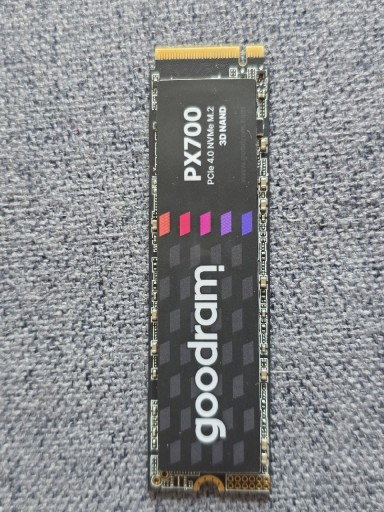 goodram
PX700
PCIe 4.0 NVMe M.2
3D NAND